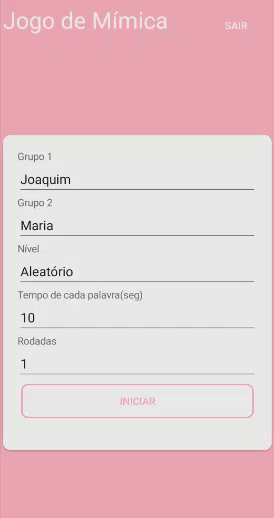 Jogo de Mímica
SAIR
Grupo 1
Joaquim
Grupo 2
Maria
Nível
Aleatório
Tempo de cada palavra(seg)
10
Rodadas
1
INICIAR